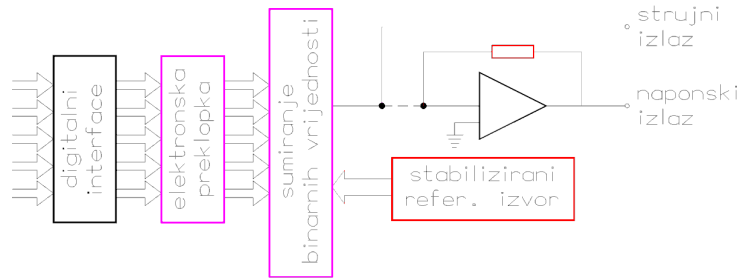 digitalni
interface
elektronska
preklopka
sumiranje
binarnih vrijednosti
strujni
izlaz
naponski
izlaz
stabilizirani
refer. izvor